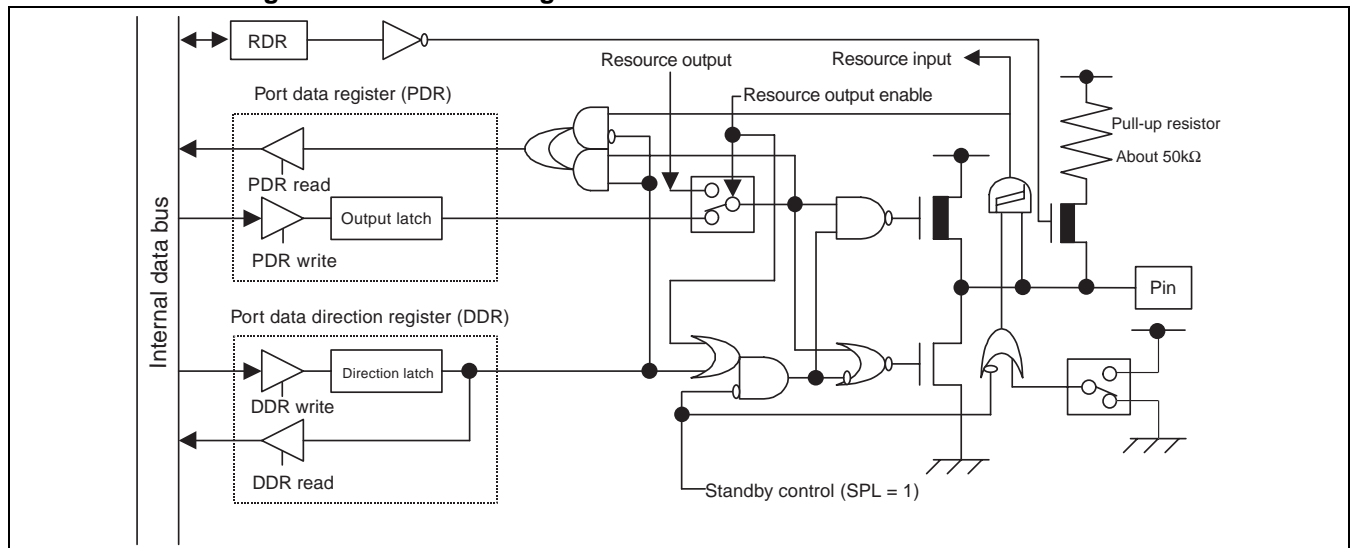 RDR
Resource output
Resource input
Port data register (PDR)
Resource output enable
Pull-up resistor
About 50kΩ
PDR read
Output latch
PDR write
Internal data bus
Pin
Port data direction register (DDR)
Direction latch
DDR write
DDR read
Standby control (SPL = 1)